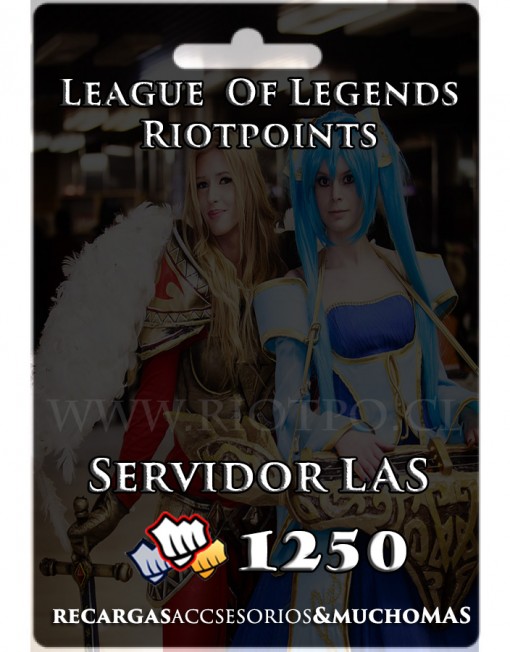 LEAGUE OF LEGENDS
RIOTPOINTS
WWW.RIOTPO.CL
SERVIDOR LAS
1250
RECARGASACCSESORIOS&MUCHOMAS